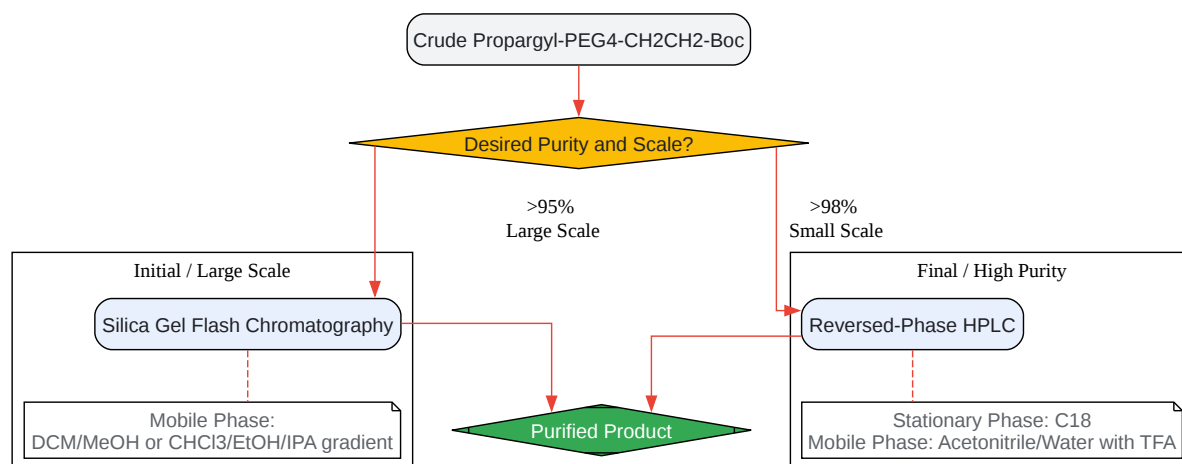 Crude Propargyl-PEG4-CH2CH2-Boc
Desired Purity and Scale?
>95%
Large Scale
>98%
Small Scale
Initial / Large Scale
Final / High Purity
Silica Gel Flash Chromatography
Reversed-Phase HPLC
Mobile Phase:
DCM/MeOH or CHCl3/EtOH/IPA gradient
Purified Product
Stationary Phase: C18
Mobile Phase: Acetonitrile/Water with TFA